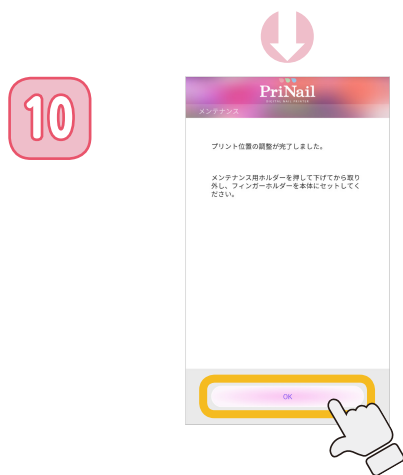 10
PriNail
DIGITAL NAIL PRINTER
メンテナンス
プリント位置の調整が完了しました。
メンテナンス用ホルダーを押して下げてから取り
外し、フィンガーホルダーを本体にセットしてく
ださい。
OK